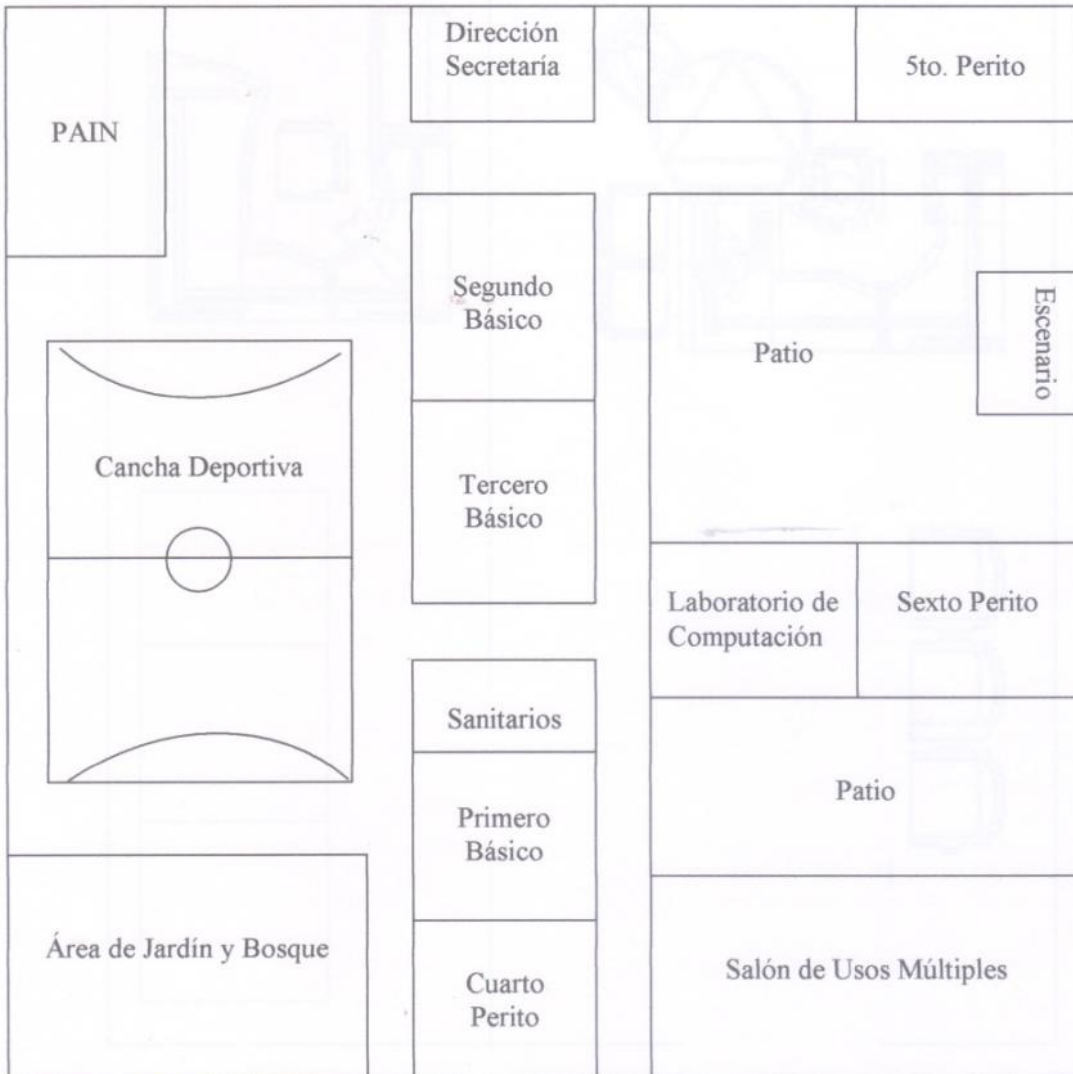 Dirección
Secretaría
5to. Perito
PAIN
Segundo
Básico
Escenario
Patio
Cancha Deportiva
Tercero
Básico
Laboratorio de
Computación
Sexto Perito
Sanitarios
Patio
Primero
Básico
Área de Jardín y Bosque
Salón de Usos Múltiples
Cuarto
Perito